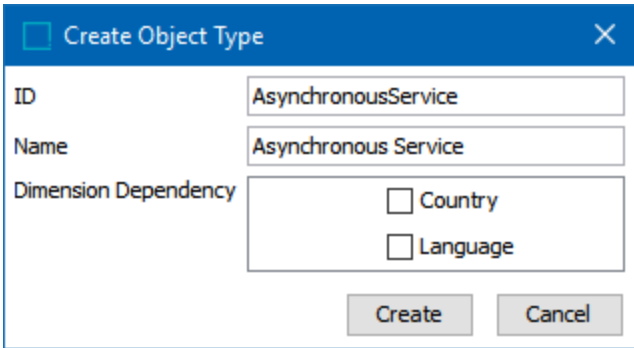 Create Object Type
ID AsynchronousService
Name Asynchronous Service
Dimension Dependency Country
Language
Create Cancel